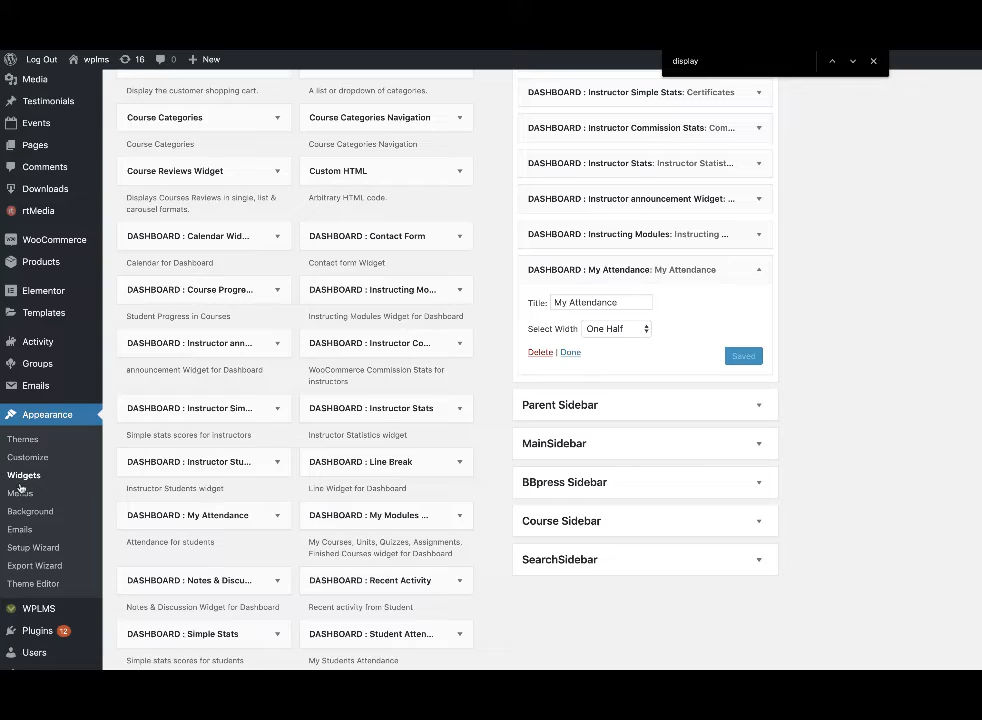 Log Out
wplms
16
0
New
display
Media
Testimonials
Events
Pages
Comments
Downloads
rtMedia
WooCommerce
Products
Elementor
Templates
Activity
Groups
Emails
Appearance
Themes
Customize
Widgets
Menus
Background
Emails
Setup Wizard
Export Wizard
Theme Editor
WPLMS
Plugins 12
Users
Display the customer shopping cart.
A list or dropdown of categories.
Course Categories
Course Categories Navigation
Course Categories
Course Categories Navigation
Course Reviews Widget
Custom HTML
Displays Courses Reviews in single, list &
carousel formats.
Arbitrary HTML code.
DASHBOARD : Calendar Wid...
DASHBOARD : Contact Form
Calendar for Dashboard
Contact form Widget
DASHBOARD : Course Progre...
DASHBOARD : Instructing Mo...
Student Progress in Courses
Instructing Modules Widget for Dashboard
DASHBOARD : Instructor ann...
DASHBOARD : Instructor Co...
announcement Widget for Dashboard
WooCommerce Commission Stats for
instructors
DASHBOARD : Instructor Sim...
DASHBOARD : Instructor Stats
Simple stats scores for instructors
Instructor Statistics widget
DASHBOARD : Instructor Stu...
DASHBOARD : Line Break
Instructor Students widget
Line Widget for Dashboard
DASHBOARD : My Attendance
DASHBOARD : My Modules ...
Attendance for students
My Courses, Units, Quizzes, Assignments,
Finished Courses widget for Dashboard
DASHBOARD : Notes & Discu...
DASHBOARD : Recent Activity
Notes & Discussion Widget for Dashboard
Recent activity from Student
DASHBOARD : Simple Stats
DASHBOARD : Student Atten...
Simple stats scores for students
My Students Attendance
DASHBOARD : Instructor Simple Stats: Certificates
DASHBOARD : Instructor Commission Stats: Com...
DASHBOARD : Instructor Stats: Instructor Statist...
DASHBOARD : Instructor announcement Widget: ...
DASHBOARD : Instructing Modules: Instructing ...
DASHBOARD : My Attendance: My Attendance
Title: My Attendance
Select Width One Half
Delete | Done
Saved
Parent Sidebar
MainSidebar
BBpress Sidebar
Course Sidebar
SearchSidebar